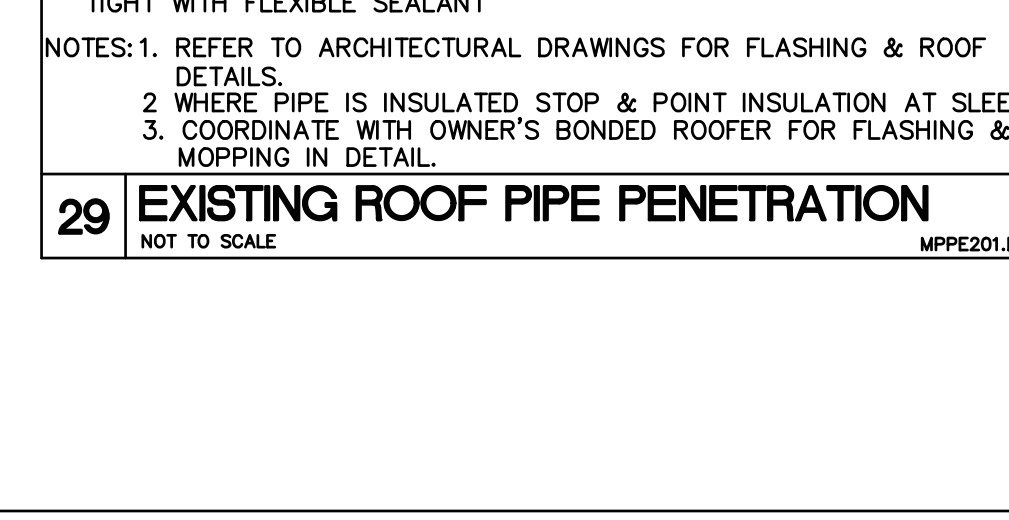 TIGHT WITH FLEXIBLE SEALANT
NOTES: 1. REFER TO ARCHITECTURAL DRAWINGS FOR FLASHING & ROOF
DETAILS.
2 WHERE PIPE IS INSULATED STOP & POINT INSULATION AT
3. COORDINATE WITH OWNER'S BONDED ROOFER FOR FLASHING &
MOPPING IN DETAIL.
29 EXISTING ROOF PIPE PENETRATION
NOT TO SCALE